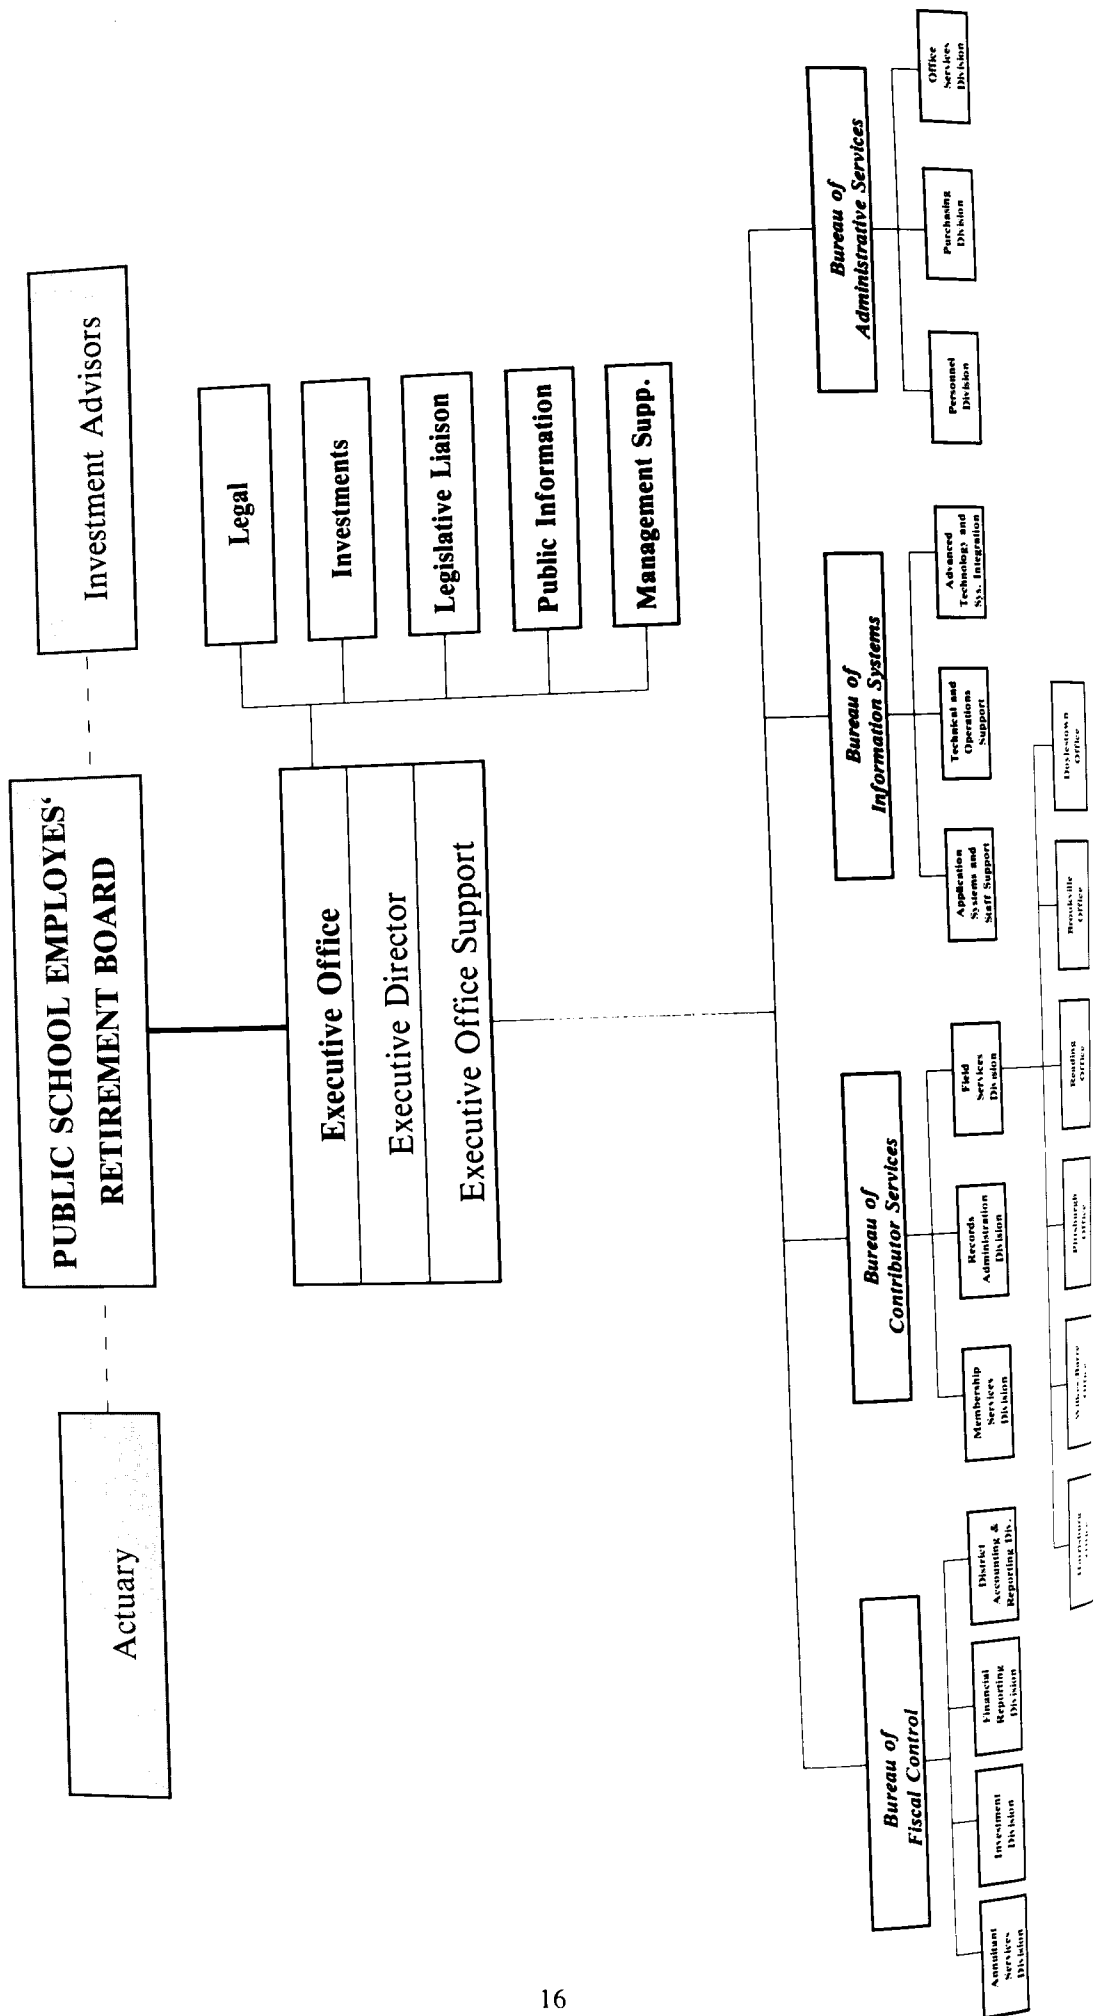 PUBLIC SCHOOL EMPLOYES‘
RETIREMENT BOARD
Actuary
Investment Advisors
Executive Office
Executive Director
Executive Office Support
Legal
Investments
Legislative Liaison
Public Information
Management Supp.
Bureau of
Fiscal Control
Annuitant
Services
Division
Investment
Division
Financial
Reporting
Division
District
Accounting &
Reporting Div.
Bureau of
Contributor Services
Membership
Services
Division
Records
Administration
Division
Field
Services
Division
Pittsburgh
Office
Reading
Office
Brookville
Office
Doylestown
Office
Bureau of
Information Systems
Application
Systems and
Staff Support
Technical and
Operations
Support
Advanced
Technology and
Sys. Integration
Bureau of
Administrative Services
Personnel
Division
Purchasing
Division
Office
Services
Division
16